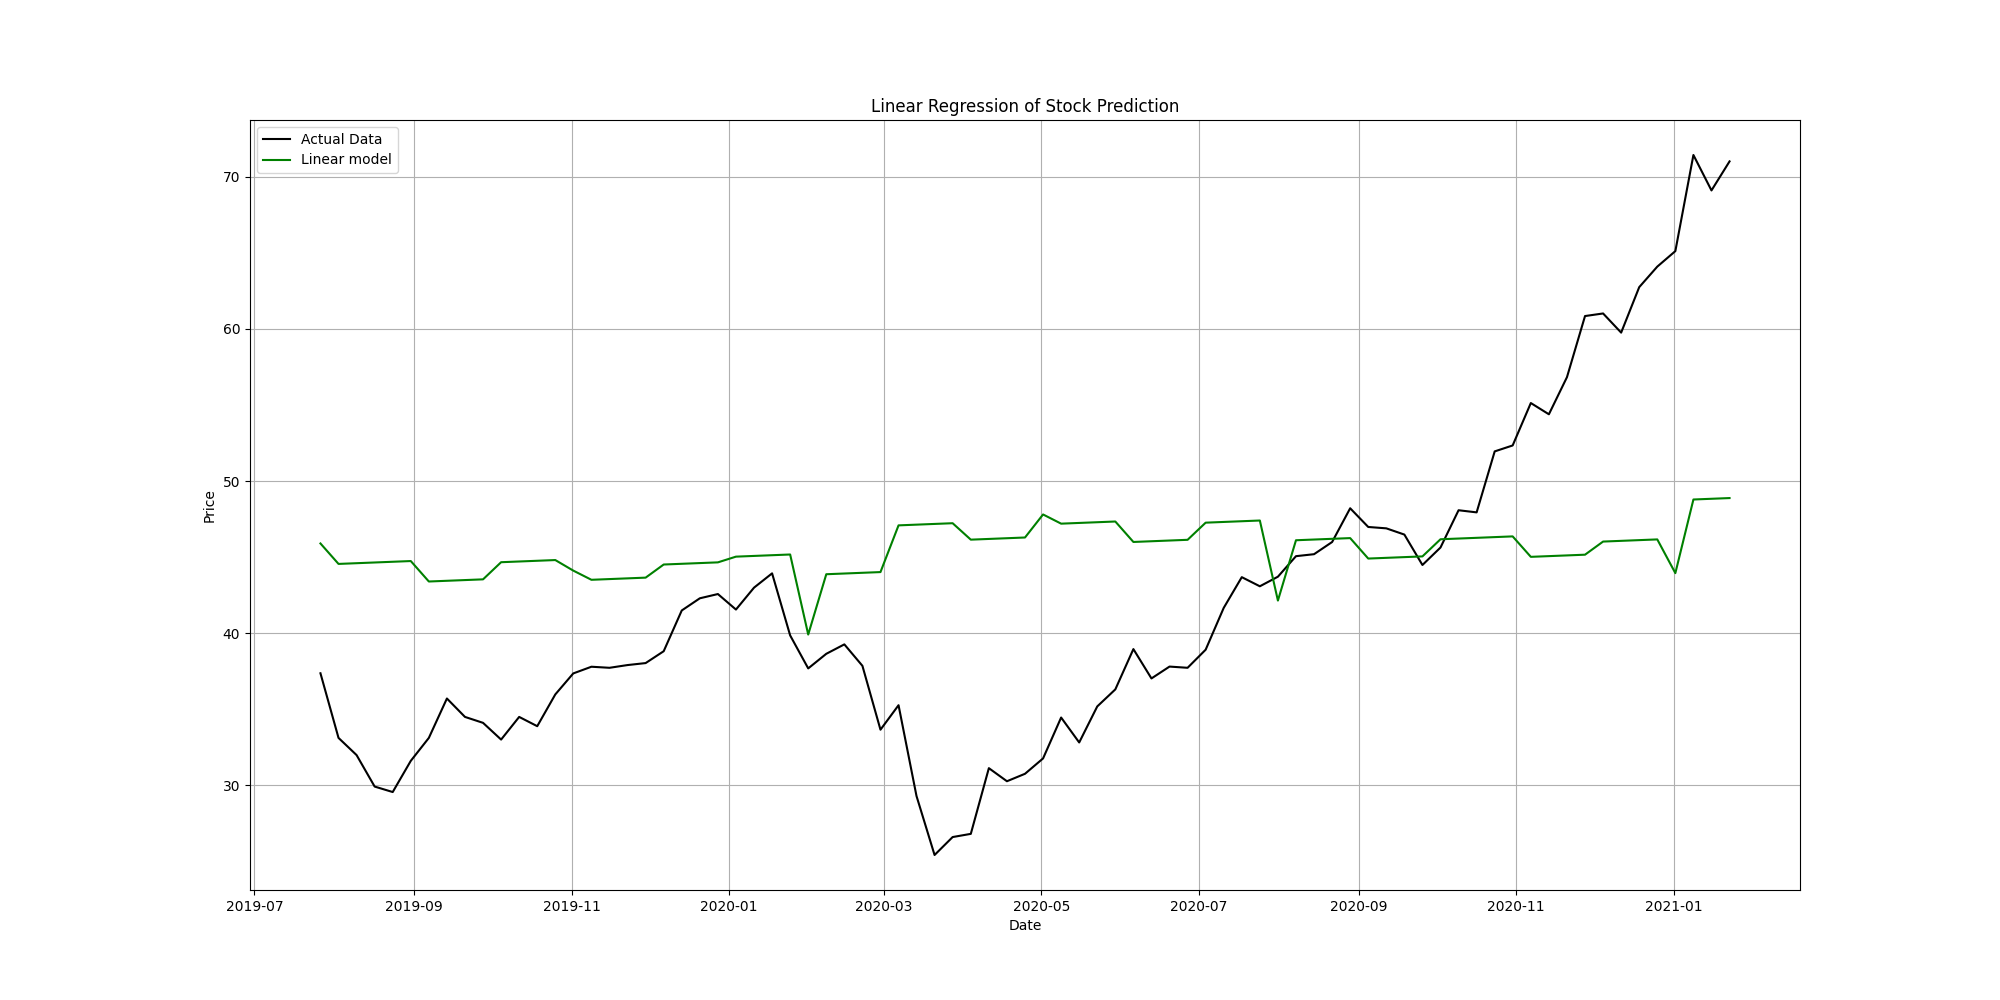 Linear Regression of Stock Prediction
Actual Data
Linear model
70
60
50
40
30
Price
2019-07 2019-09 2019-11 2020-01 2020-03 2020-05 2020-07 2020-09 2020-11 2021-01
Date